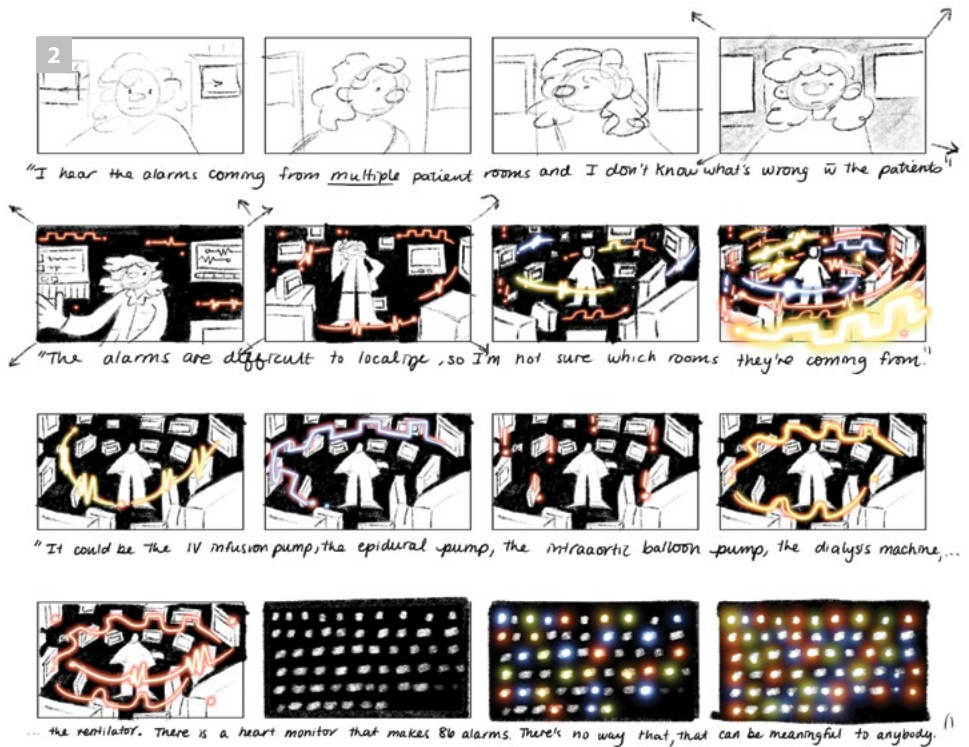 2
"I hear the alarms coming from multiple patient rooms and I don't know what's wrong w̄ the patients"
"The alarms are difficult to localize, so I'm not sure which rooms they're coming from."
"It could be the IV infusion pump, the epidural pump, the intraaortic balloon pump, the dialysis machine,...
... the ventilator. There is a heart monitor that makes 86 alarms. There's no way that, that can be meaningful to anybody."